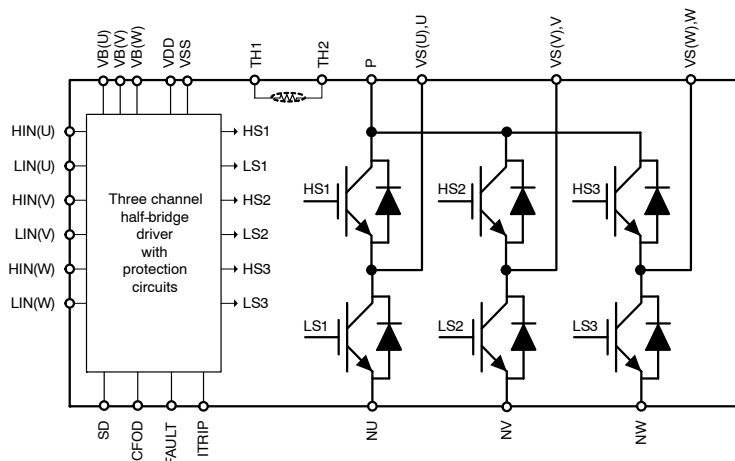 VB(U)
VB(V)
VB(W)
VDD
VSS
TH1
TH2
P
VS(U),U
VS(V),V
VS(W),W
HIN(U)
LIN(U)
HIN(V)
LIN(V)
HIN(W)
LIN(W)
Three channel
half-bridge
driver
with
protection
circuits
HS1
LS1
HS2
LS2
HS3
LS3
HS1
HS2
HS3
LS1
LS2
LS3
SD
CFOD
FAULT
ITRIP
NU
NV
NW